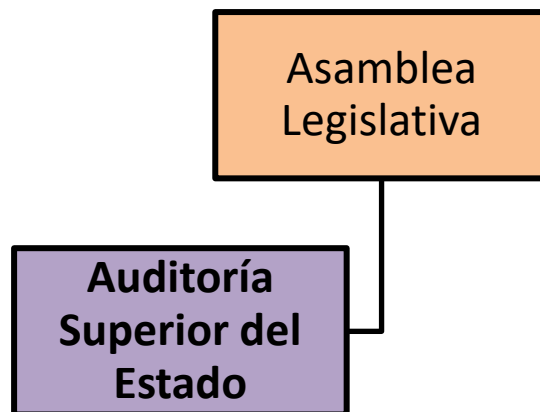 Asamblea
Legislativa
Auditoría
Superior del
Estado